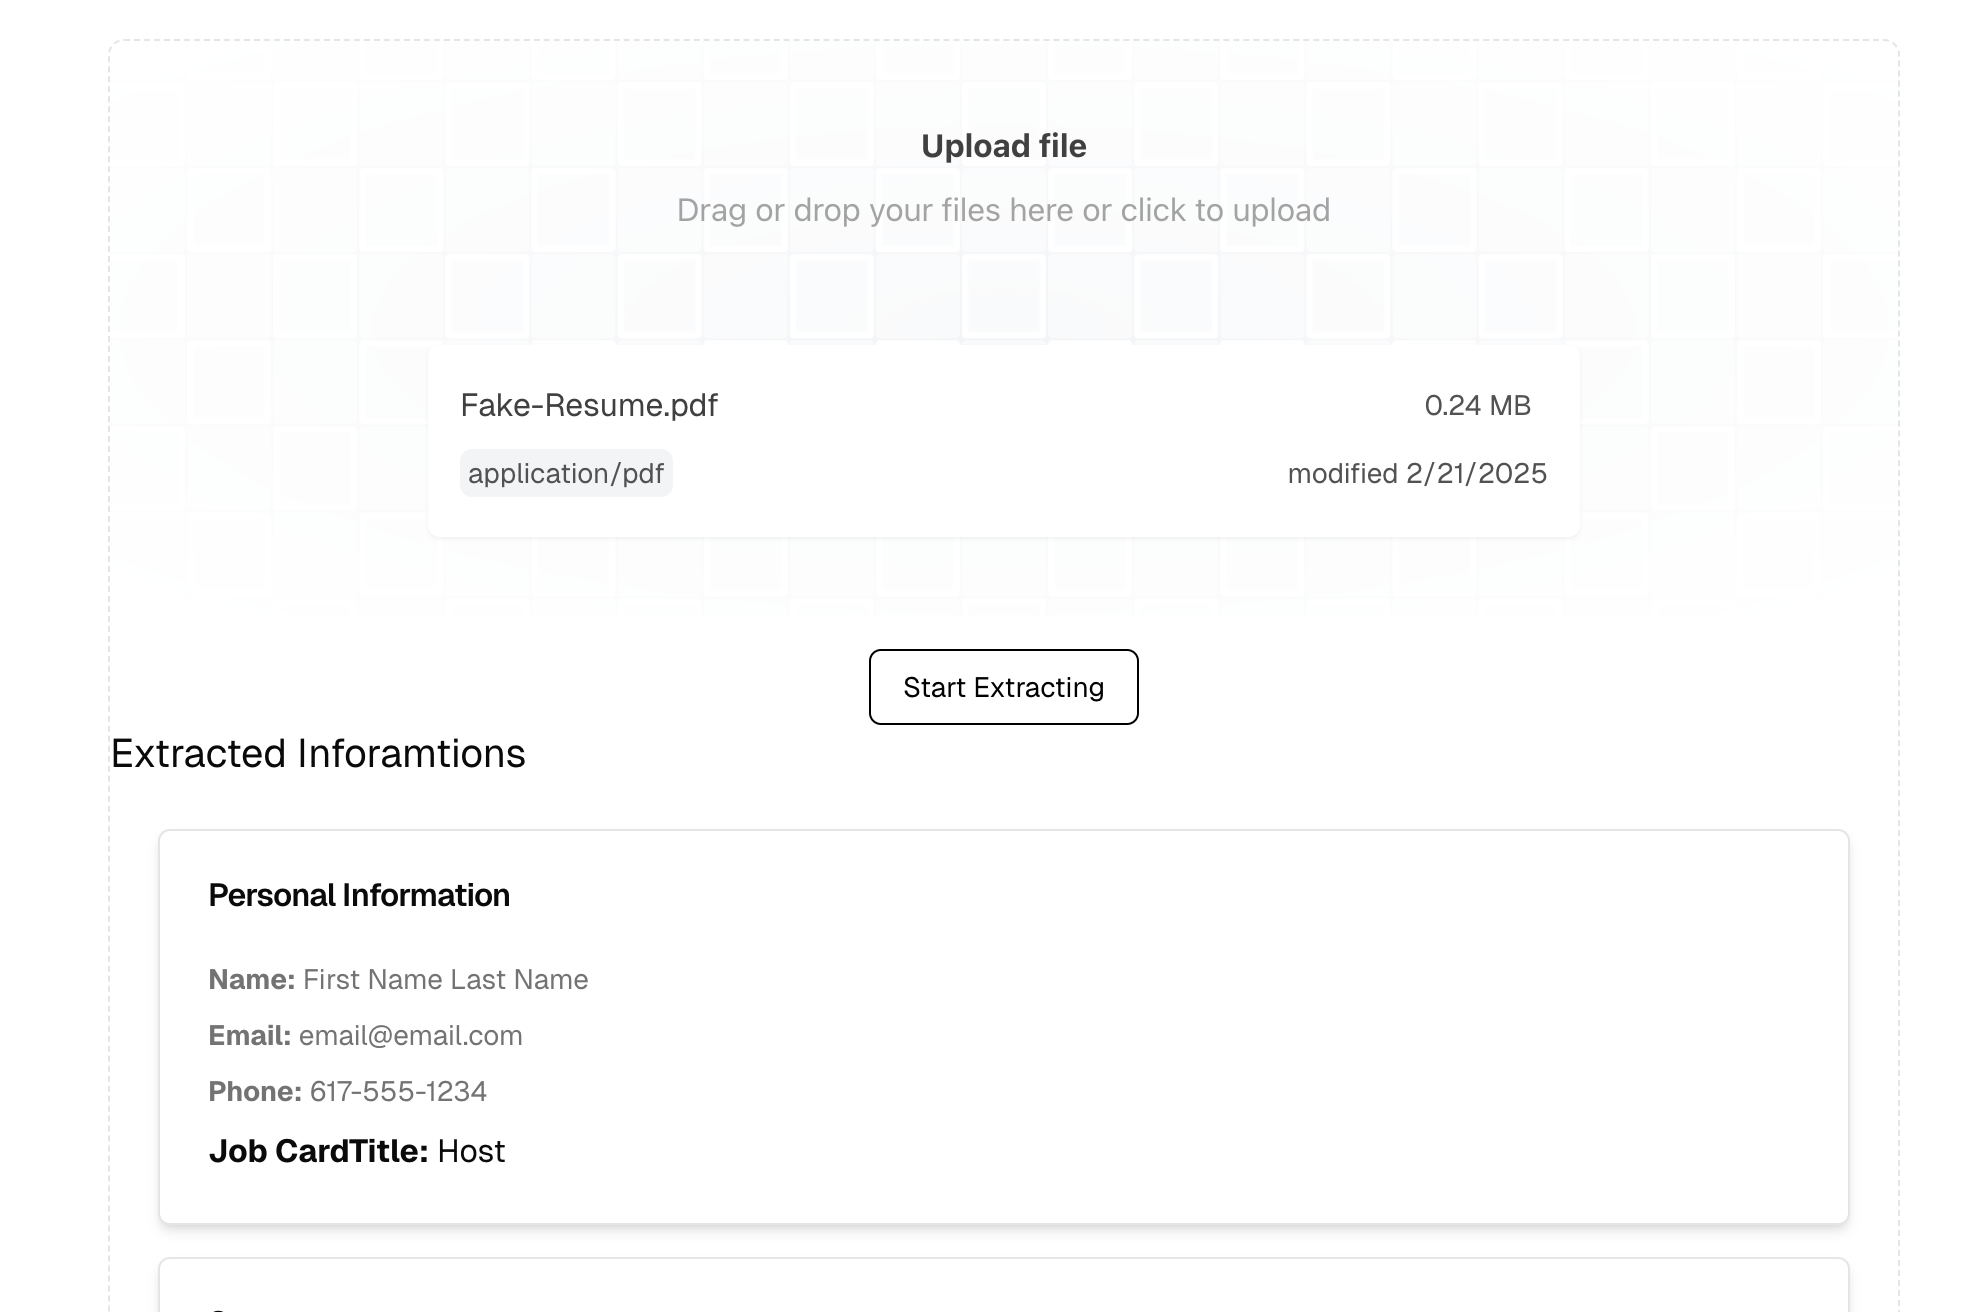 Upload file
Drag or drop your files here or click to upload
Fake-Resume.pdf 0.24 MB
application/pdf modified 2/21/2025
Start Extracting
Extracted Inforamtions
Personal Information
Name: First Name Last Name
Email: email@email.com
Phone: 617-555-1234
Job CardTitle: Host